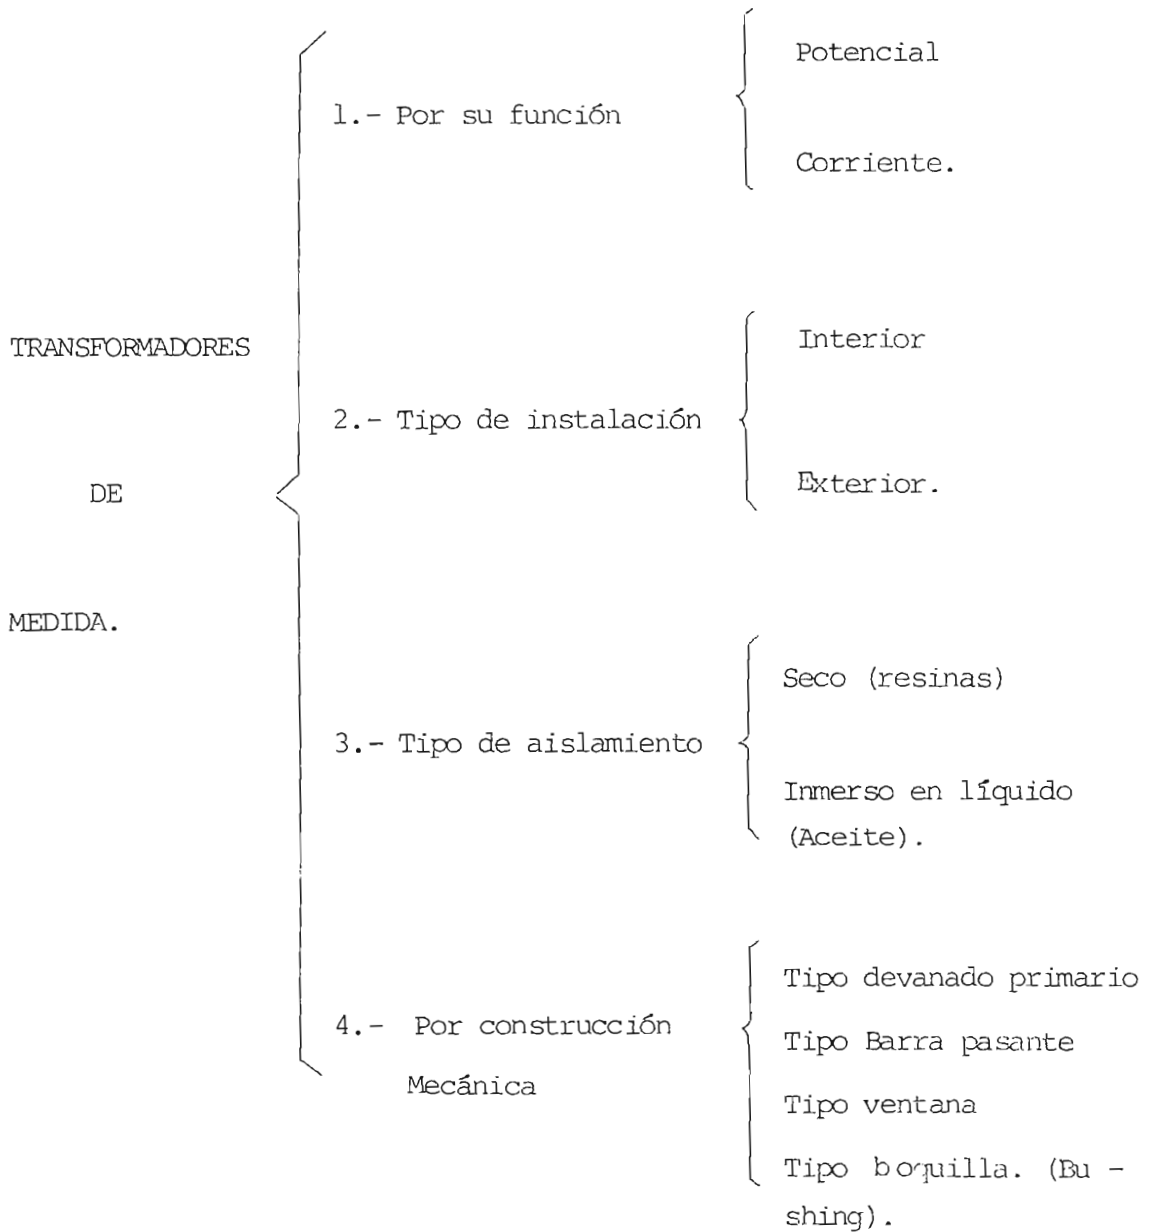 TRANSFORMADORES
DE
MEDIDA.
1.- Por su función
Potencial
Corriente.
2.- Tipo de instalación
Interior
Exterior.
3.- Tipo de aislamiento
Seco (resinas)
Inmerso en líquido
(Aceite).
4.- Por construcción
Mecánica
Tipo devanado primario
Tipo Barra pasante
Tipo ventana
Tipo boquilla. (Bu -
shing).